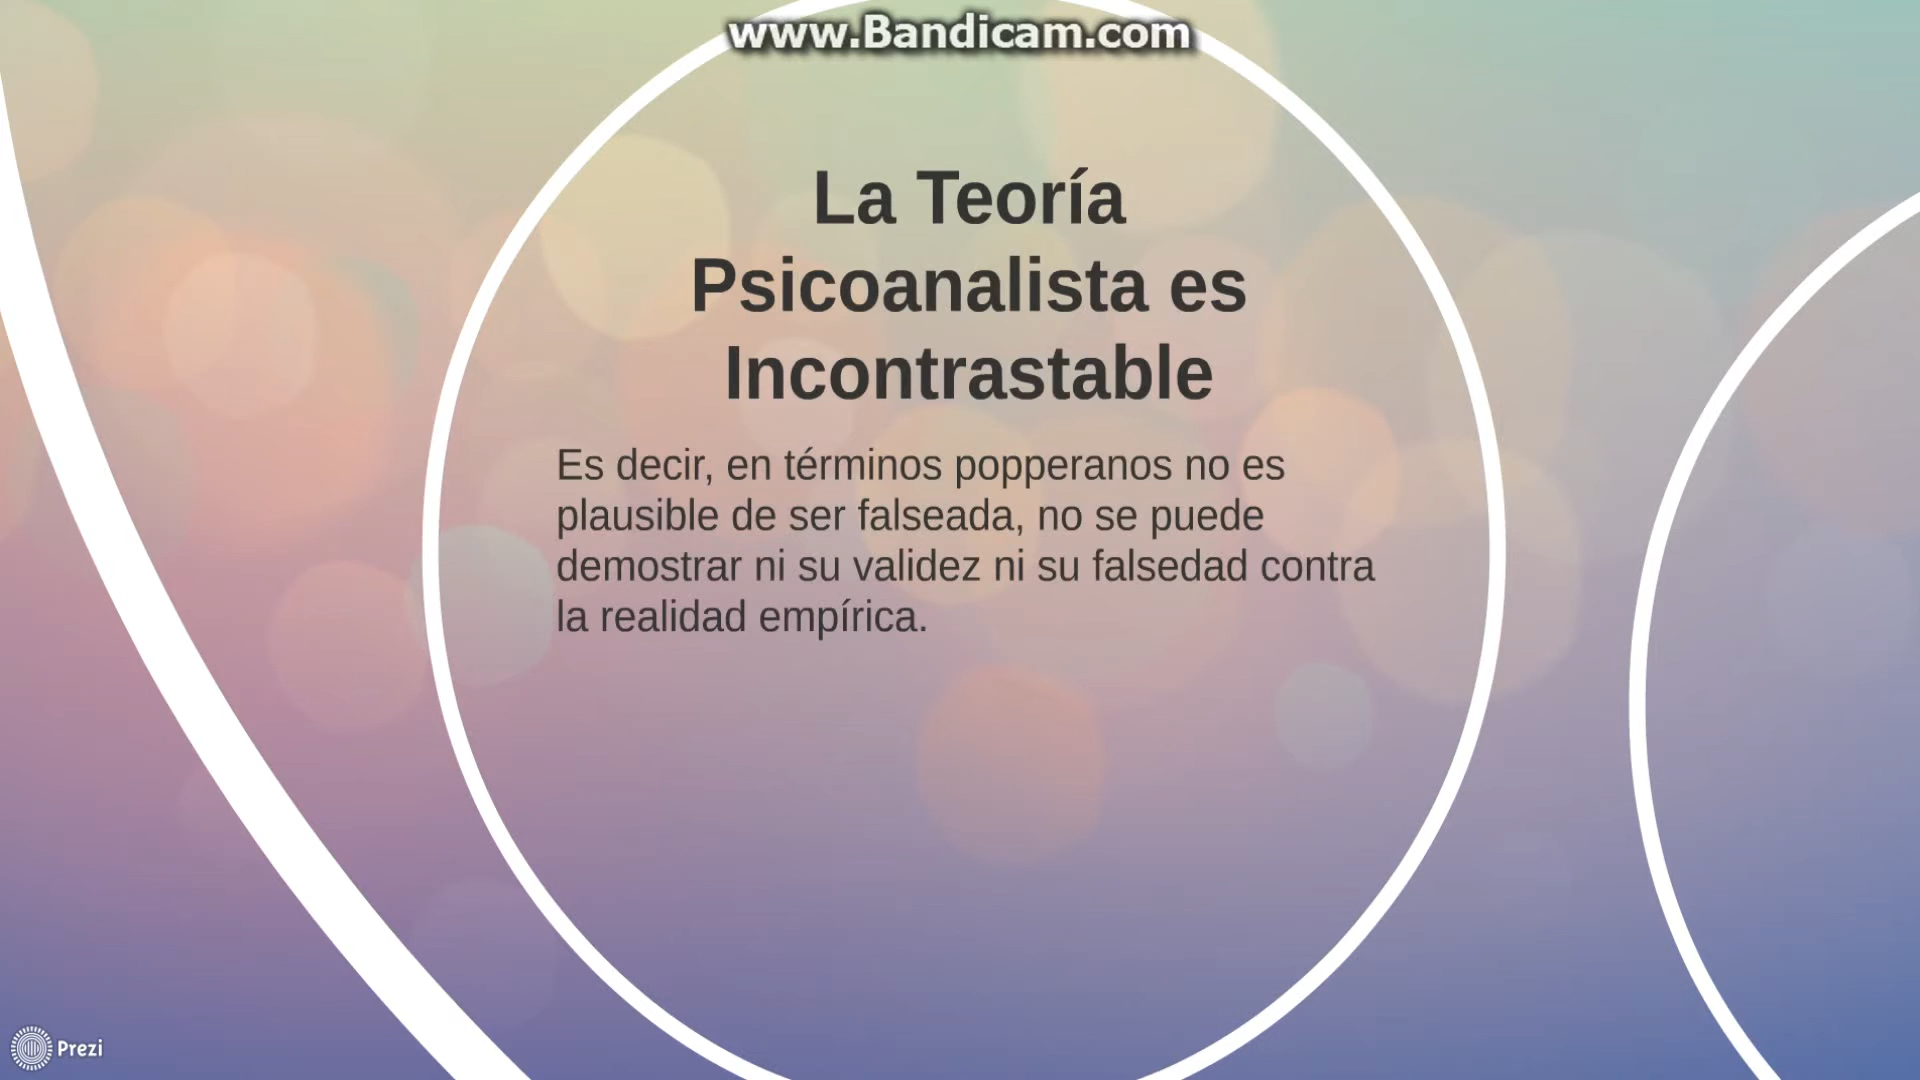 www.Bandicam.com
La Teoría
Psicoanalista es
Incontrastable
Es decir, en términos popperanos no es
plausible de ser falseada, no se puede
demostrar ni su validez ni su falsedad contra
la realidad empírica.
Prezi